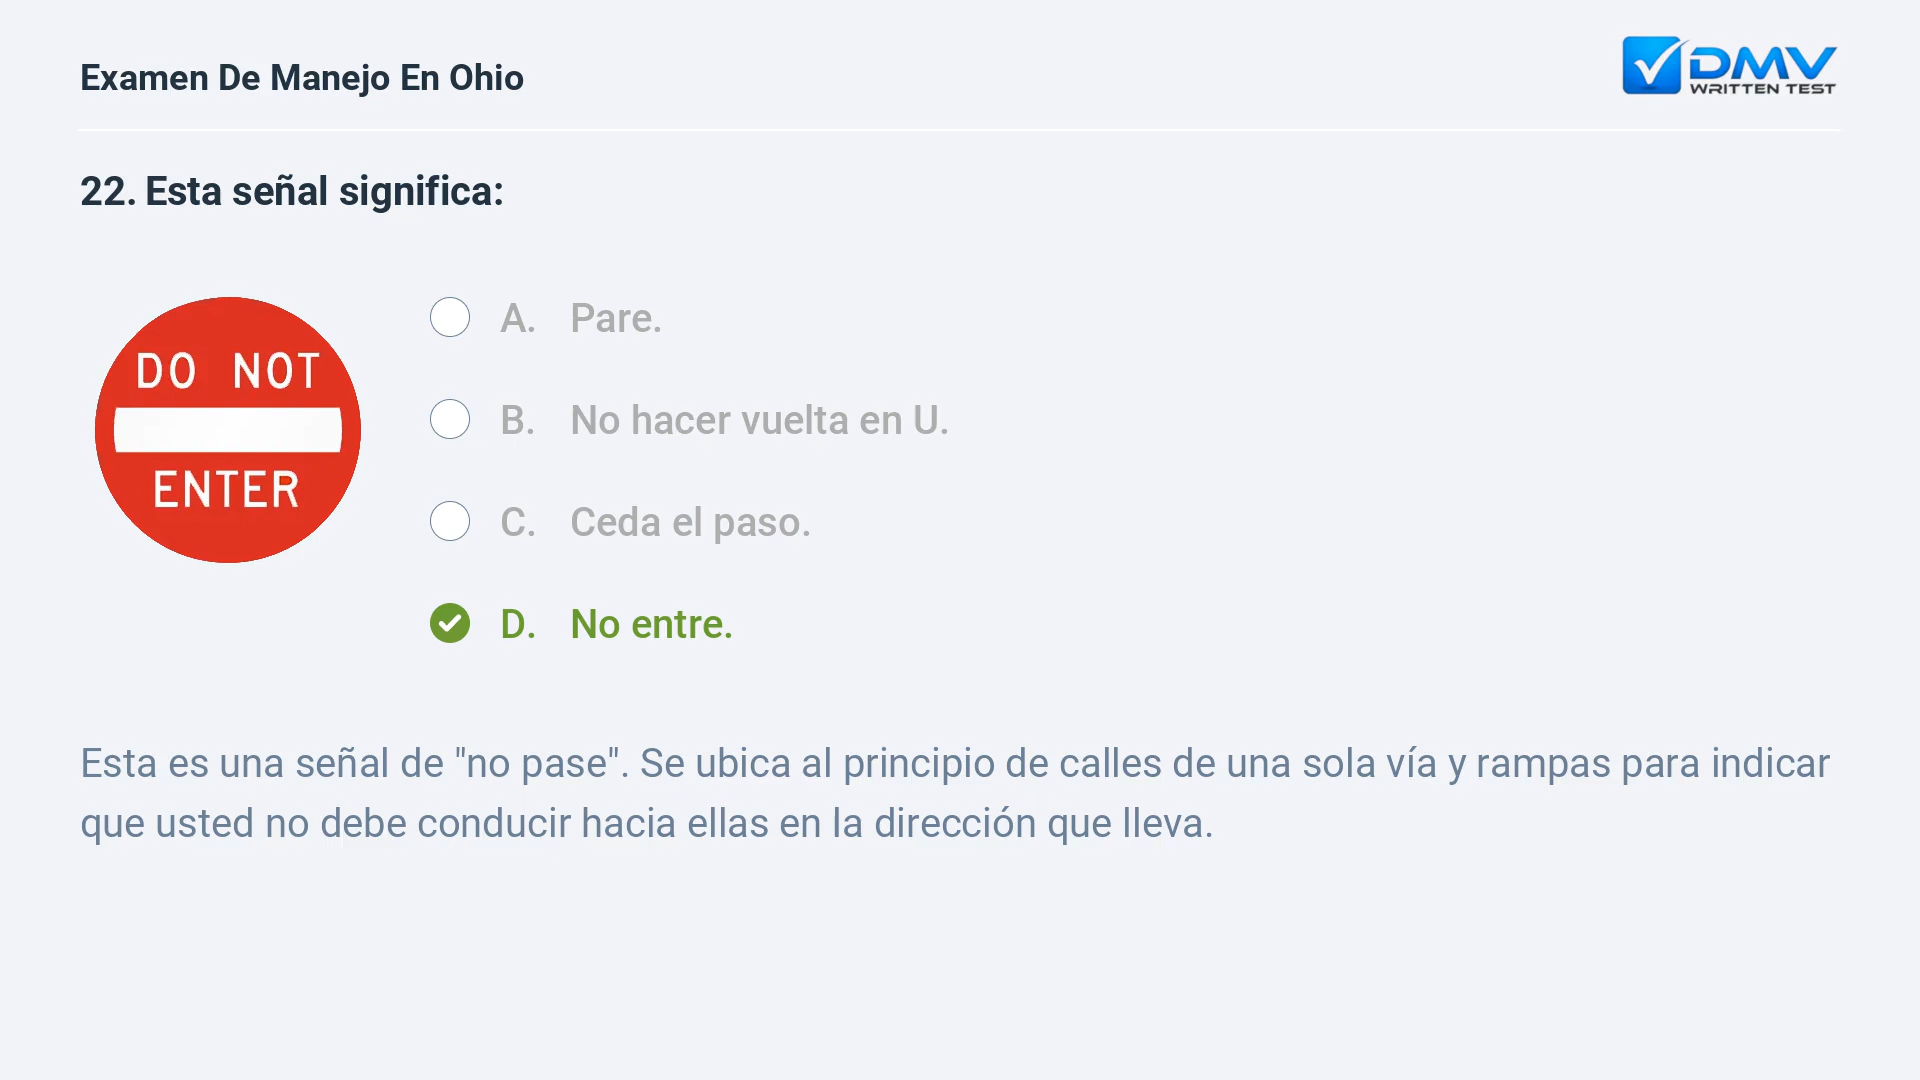 Examen De Manejo En Ohio
DMV
WRITTEN TEST
22. Esta señal significa:
DO NOT
ENTER
A. Pare.
B. No hacer vuelta en U.
C. Ceda el paso.
D. No entre.
Esta es una señal de "no pase". Se ubica al principio de calles de una sola vía y rampas para indicar
que usted no debe conducir hacia ellas en la dirección que lleva.